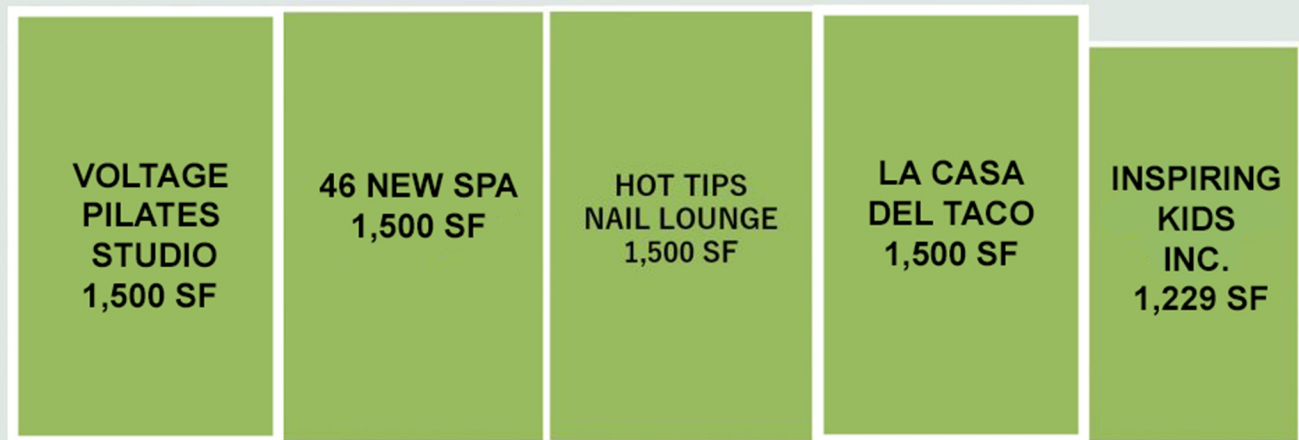 VOLTAGE
PILATES
STUDIO
1,500 SF
46 NEW SPA
1,500 SF
HOT TIPS
NAIL LOUNGE
1,500 SF
LA CASA
DEL TACO
1,500 SF
INSPIRING
KIDS
INC.
1,229 SF